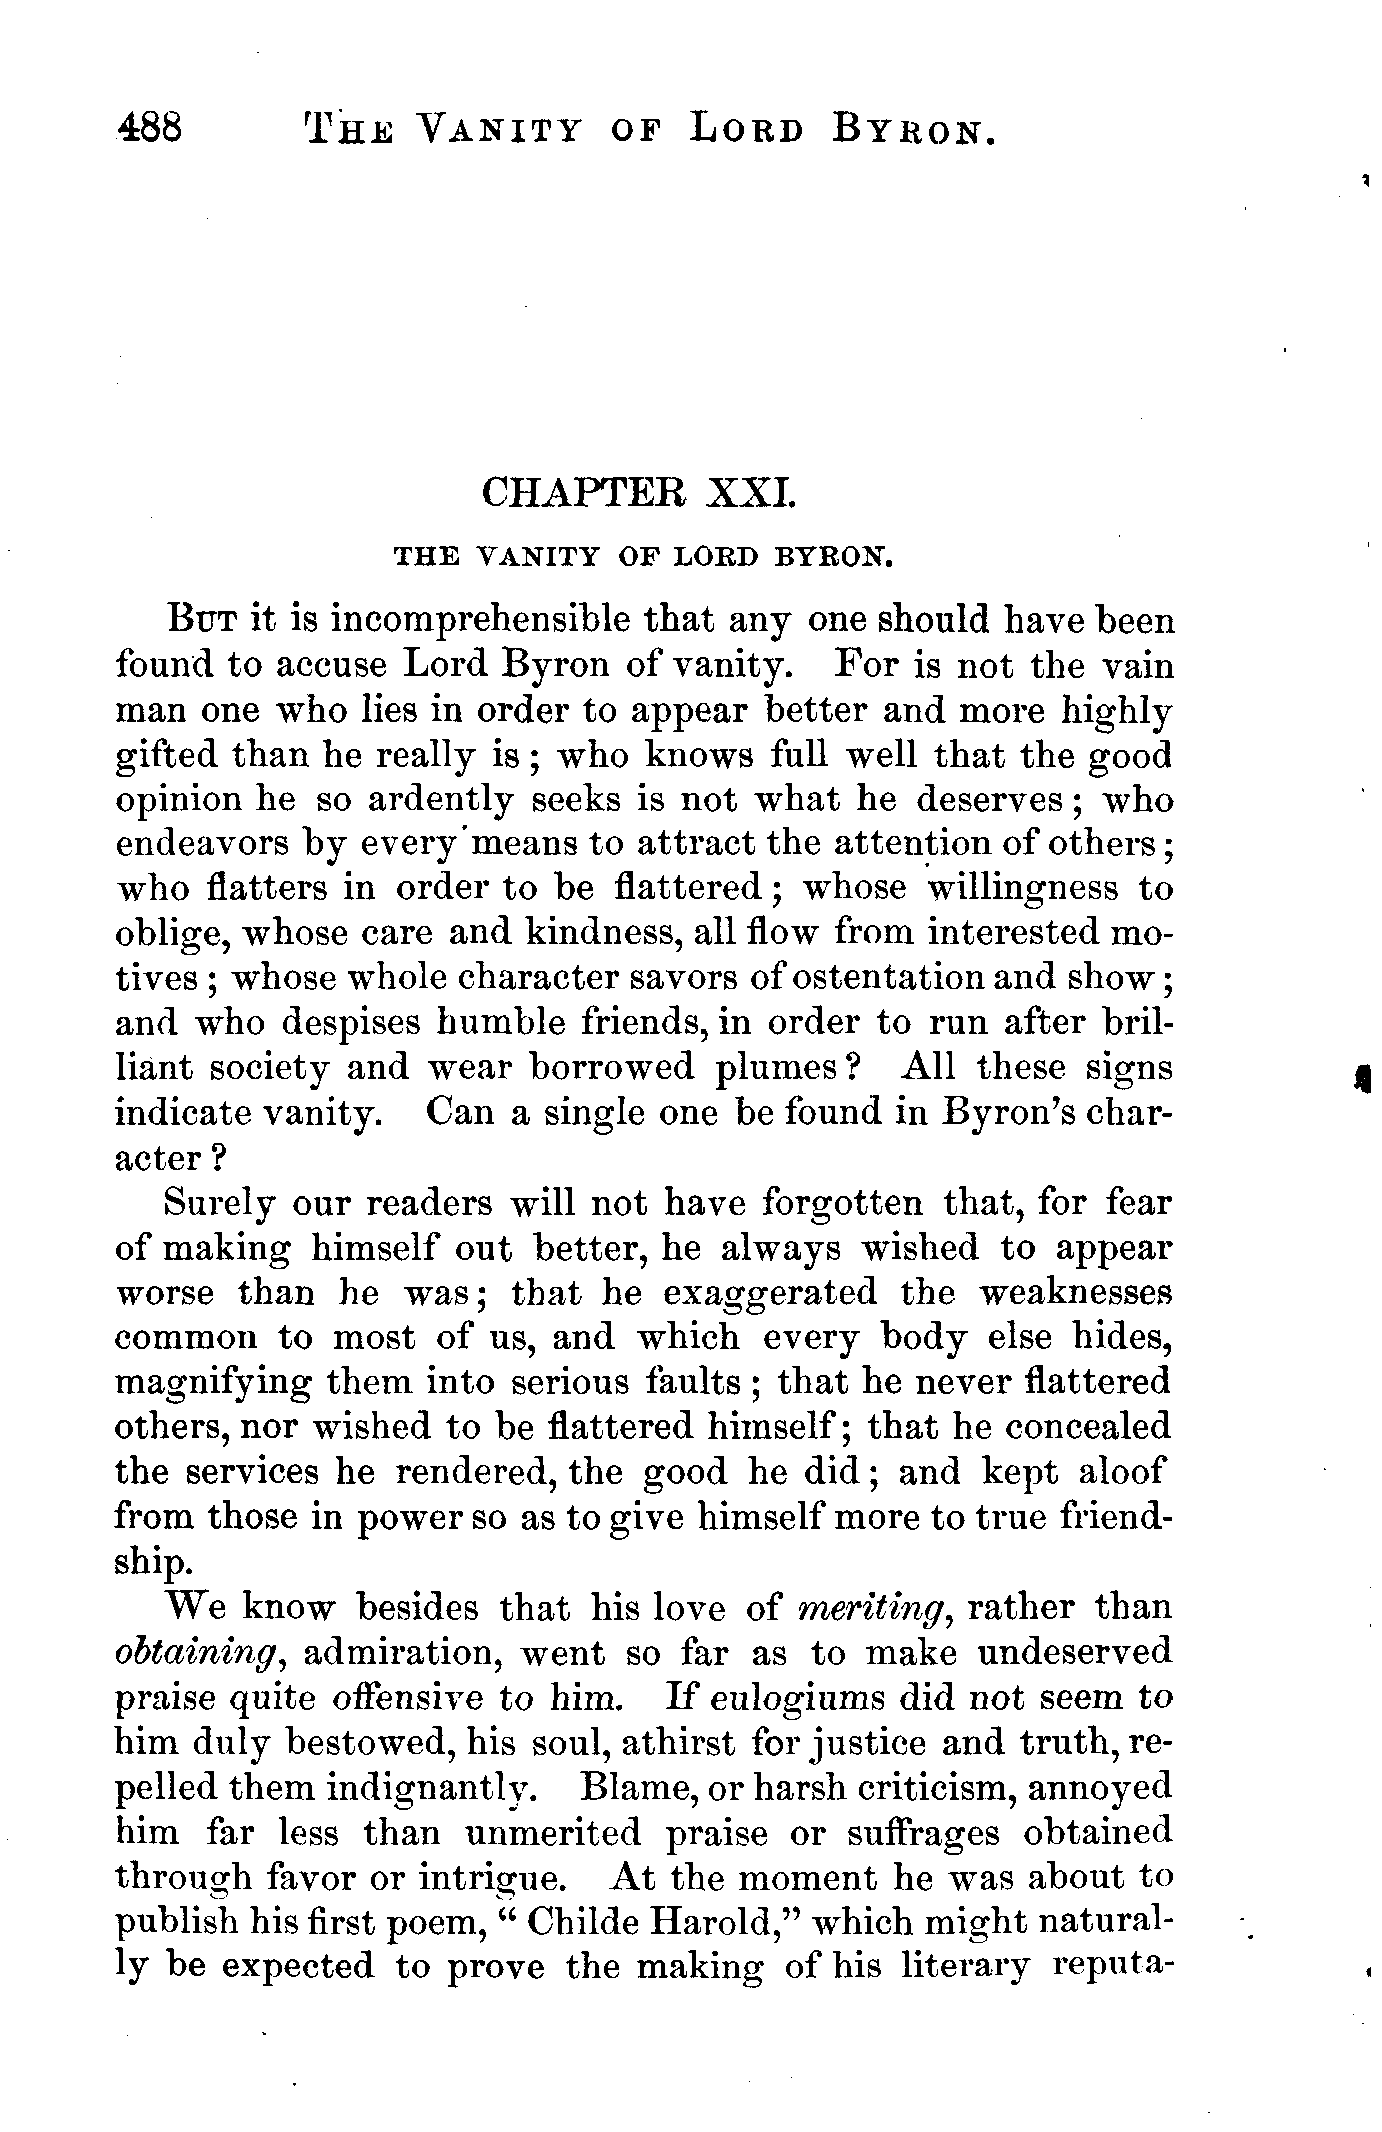 488 THE VANITY OF LORD BYRON.
CHAPTER XXI.
THE VANITY OF LORD BYRON.
BUT it is incomprehensible that any one should have been
found to accuse Lord Byron of vanity. For is not the vain
man one who lies in order to appear better and more highly
gifted than he really is ; who knows full well that the good
opinion he so ardently seeks is not what he deserves ; who
endeavors by every means to attract the attention of others ;
who flatters in order to be flattered ; whose willingness to
oblige, whose care and kindness, all flow from interested mo-
tives ; whose whole character savors of ostentation and show ;
and who despises humble friends, in order to run after bril-
liant society and wear borrowed plumes ? All these signs
indicate vanity. Can a single one be found in Byron's char-
acter ?
Surely our readers will not have forgotten that, for fear
of making himself out better, he always wished to appear
worse than he was ; that he exaggerated the weaknesses
common to most of us, and which every body else hides,
magnifying them into serious faults ; that he never flattered
others, nor wished to be flattered himself ; that he concealed
the services he rendered, the good he did ; and kept aloof
from those in power so as to give himself more to true friend-
ship.
We know besides that his love of meriting, rather than
obtaining, admiration, went so far as to make undeserved
praise quite offensive to him. If eulogiums did not seem to
him duly bestowed, his soul, athirst for justice and truth, re-
pelled them indignantly. Blame, or harsh criticism, annoyed
him far less than unmerited praise or suffrages obtained
through favor or intrigue. At the moment he was about to
publish his first poem, " Childe Harold," which might natural-
ly be expected to prove the making of his literary reputa-